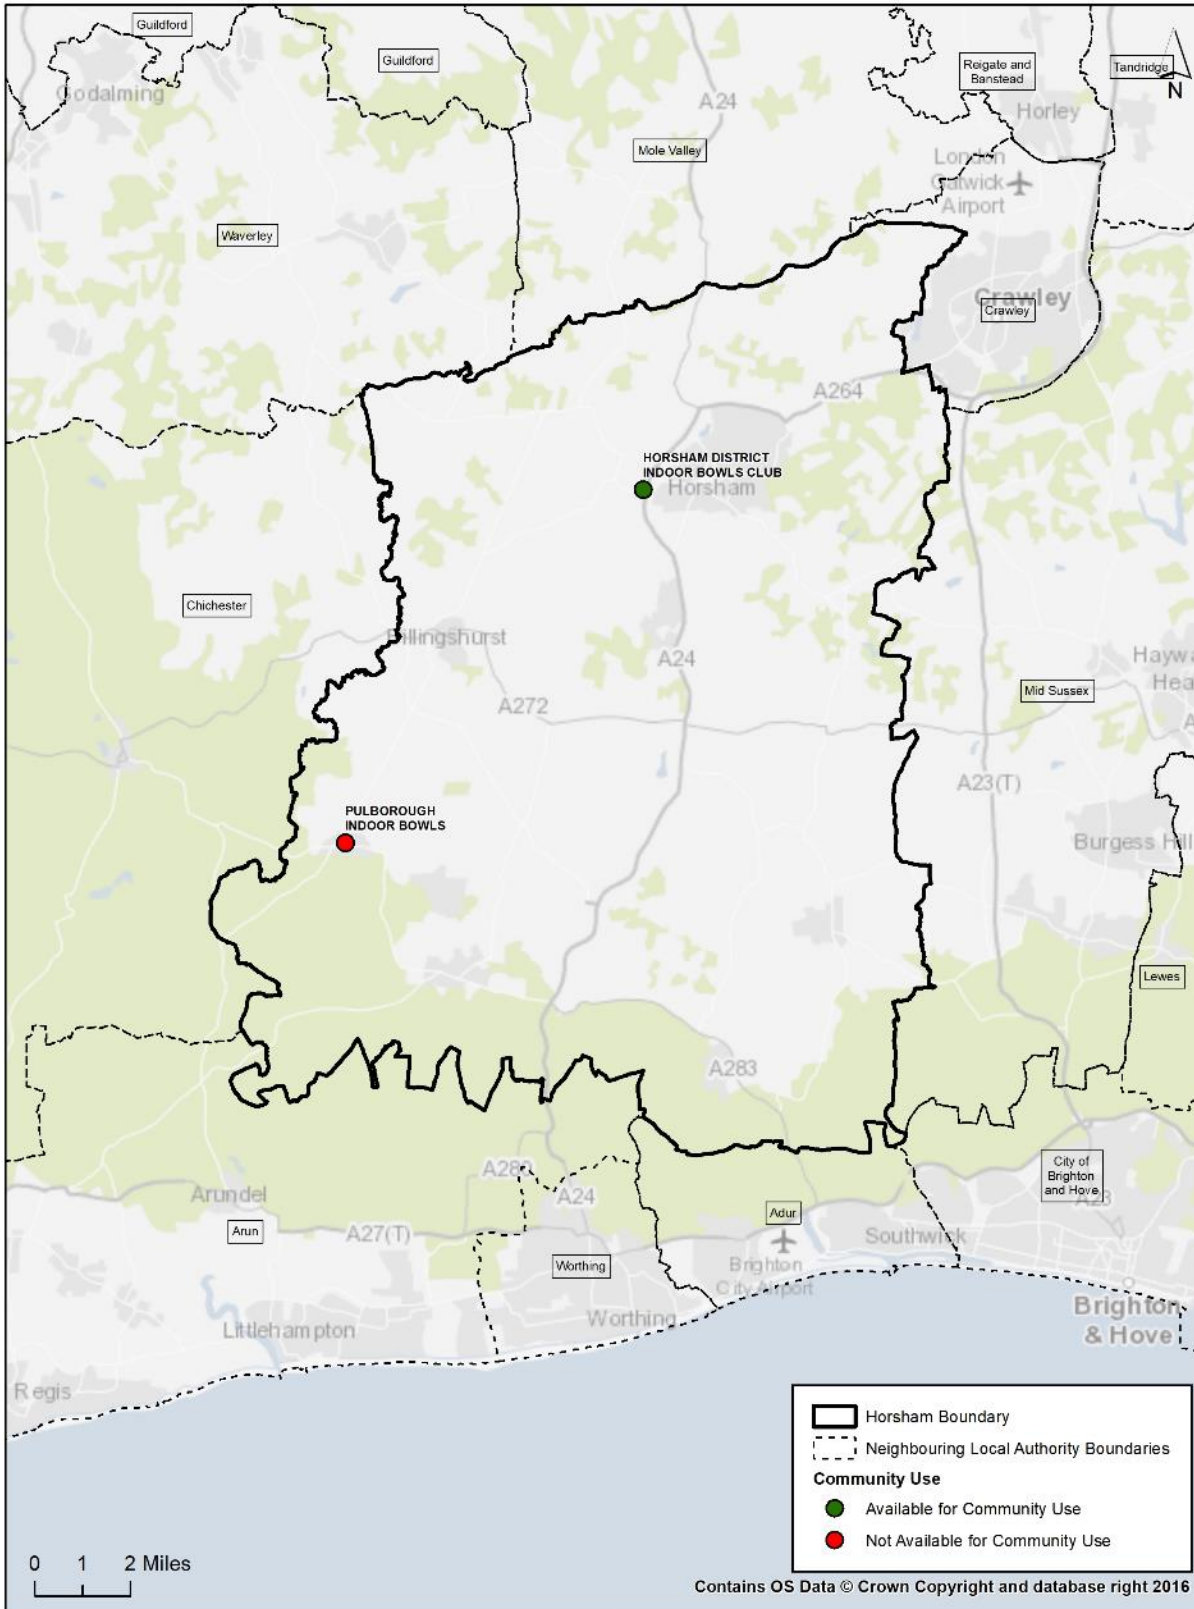 Guildford
Guildford
Godalming
Reigate and
Banstead
Tandridge
N
A24
Horley
Mole Valley
London
Gatwick
Airport
Waverley
Crawley
Crawley
A264
HORSHAM DISTRICT
INDOOR BOWLS CLUB
Horsham
Chichester
Billingshurst
A24
Haywa
Hea
Mid Sussex
A272
A23(T)
PULBOROUGH
INDOOR BOWLS
Burgess Hill
Lewes
A283
City of
Brighton
and Hove
A280
Arundel
A24
A23
Adur
Arun
A27(T)
Southwick
Worthing
Brighton
City Airport
Worthing
Littlehampton
Brighton
& Hove
Regis
Horsham Boundary
Neighbouring Local Authority Boundaries
Community Use
Available for Community Use
Not Available for Community Use
0 1 2 Miles
Contains OS Data © Crown Copyright and database right 2016